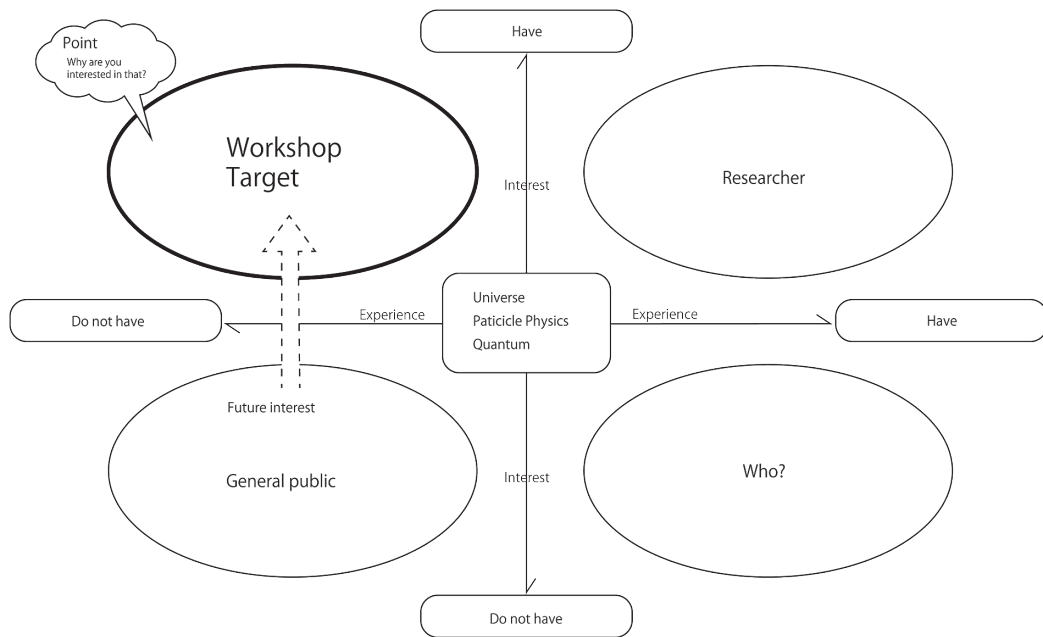 Have
Point
Why are you
interested in that?
Workshop
Target
Interest
Researcher
Do not have
Experience
Universe
Paticicle Physics
Quantum
Experience
Have
Future interest
General public
Interest
Who?
Do not have